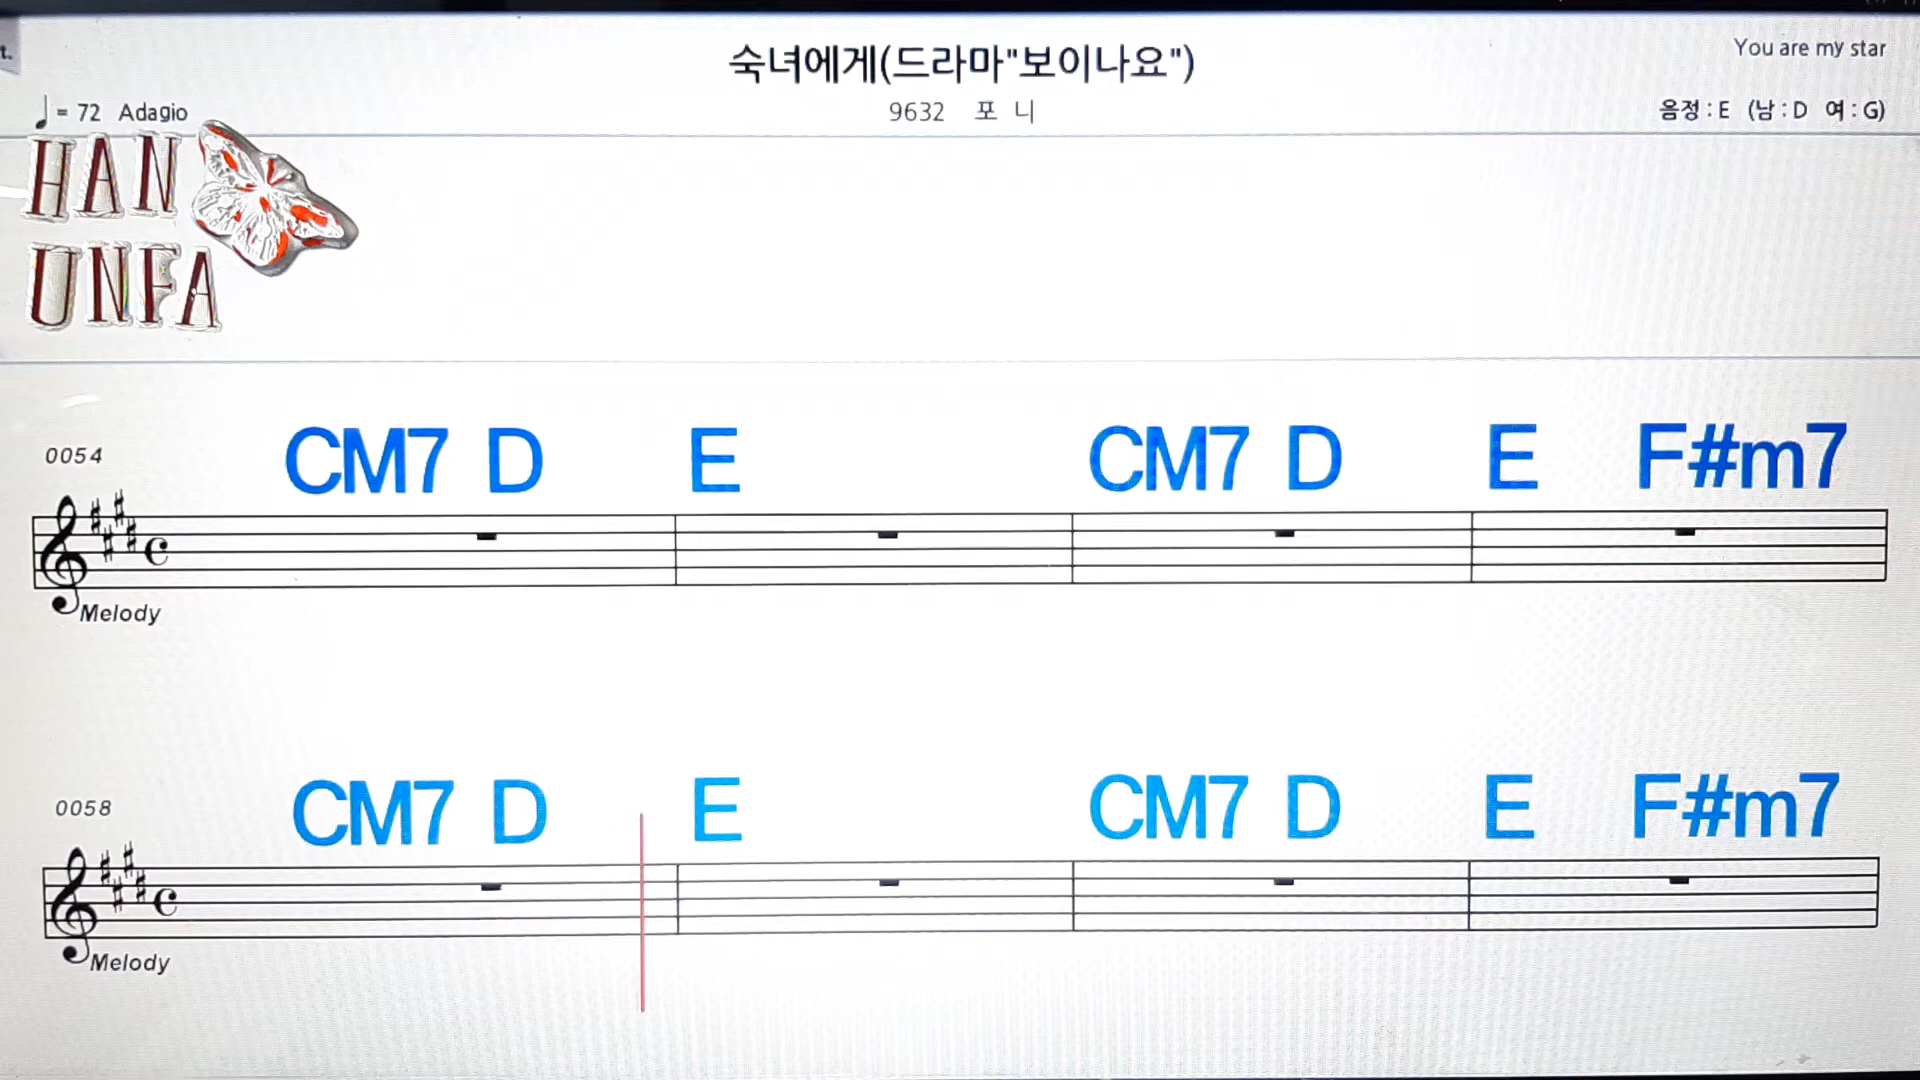 t.
숙녀에게(드라마"보이나요")
You are my star
= 72 Adagio
9632 포 니
음정 : E (남 : D 여 : G)
HAN
UNFA
0054
CM7 D E CM7 D E F#m7
Melody
0058
CM7 D E CM7 D E F#m7
Melody